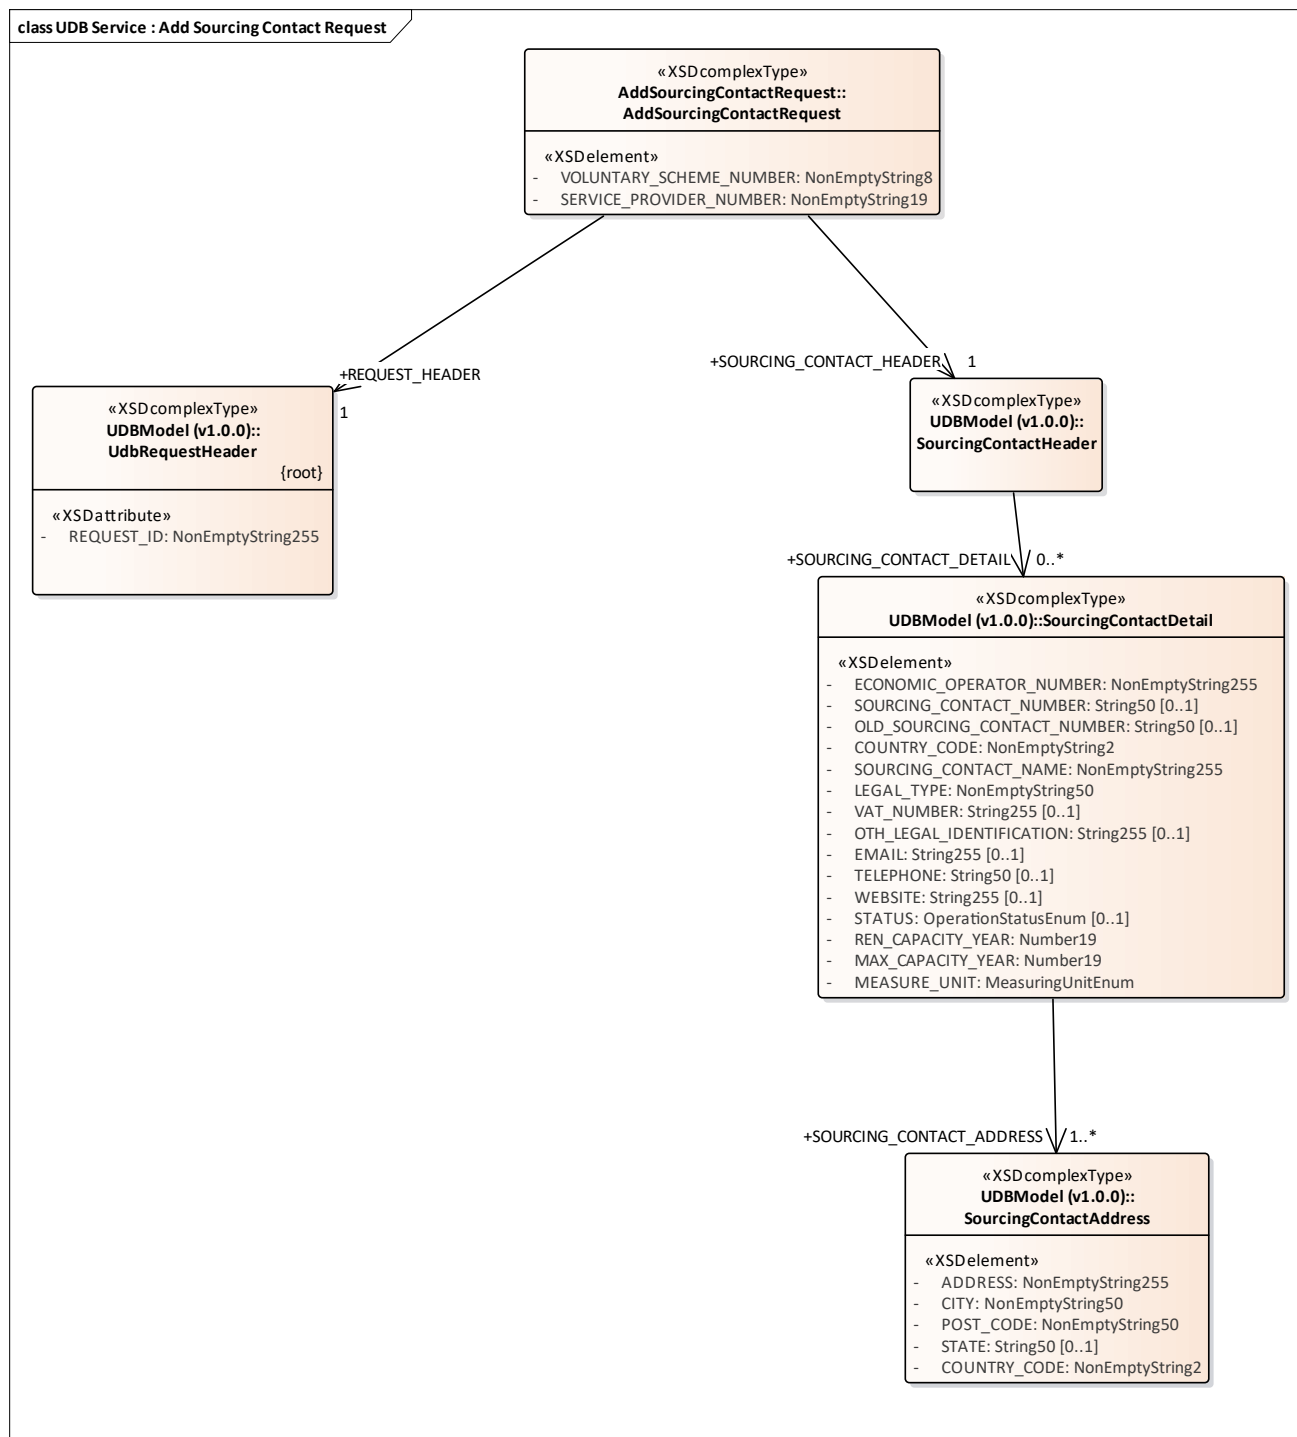 class UDB Service : Add Sourcing Contact Request
«XSDcomplexType»
AddSourcingContactRequest::
AddSourcingContactRequest
«XSDelement»
- VOLUNTARY_SCHEME_NUMBER: NonEmptyString8
- SERVICE_PROVIDER_NUMBER: NonEmptyString19
+REQUEST_HEADER
1
«XSDcomplexType»
UDBModel (v1.0.0)::
UdbRequestHeader
{root}
«XSDattribute»
- REQUEST_ID: NonEmptyString255
+SOURCING_CONTACT_HEADER 1
«XSDcomplexType»
UDBModel (v1.0.0)::
SourcingContactHeader
+SOURCING_CONTACT_DETAIL 0..*
«XSDcomplexType»
UDBModel (v1.0.0)::SourcingContactDetail
«XSDelement»
- ECONOMIC_OPERATOR_NUMBER: NonEmptyString255
- SOURCING_CONTACT_NUMBER: String50 [0..1]
- OLD_SOURCING_CONTACT_NUMBER: String50 [0..1]
- COUNTRY_CODE: NonEmptyString2
- SOURCING_CONTACT_NAME: NonEmptyString255
- LEGAL_TYPE: NonEmptyString50
- VAT_NUMBER: String255 [0..1]
- OTH_LEGAL_IDENTIFICATION: String255 [0..1]
- EMAIL: String255 [0..1]
- TELEPHONE: String50 [0..1]
- WEBSITE: String255 [0..1]
- STATUS: OperationStatusEnum [0..1]
- REN_CAPACITY_YEAR: Number19
- MAX_CAPACITY_YEAR: Number19
- MEASURE_UNIT: MeasuringUnitEnum
+SOURCING_CONTACT_ADDRESS 1..*
«XSDcomplexType»
UDBModel (v1.0.0)::
SourcingContactAddress
«XSDelement»
- ADDRESS: NonEmptyString255
- CITY: NonEmptyString50
- POST_CODE: NonEmptyString50
- STATE: String50 [0..1]
- COUNTRY_CODE: NonEmptyString2